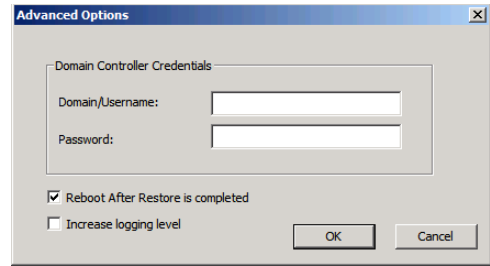 Advanced Options
Domain Controller Credentials
Domain/Username:
Password:
Reboot After Restore is completed
Increase logging level
OK
Cancel